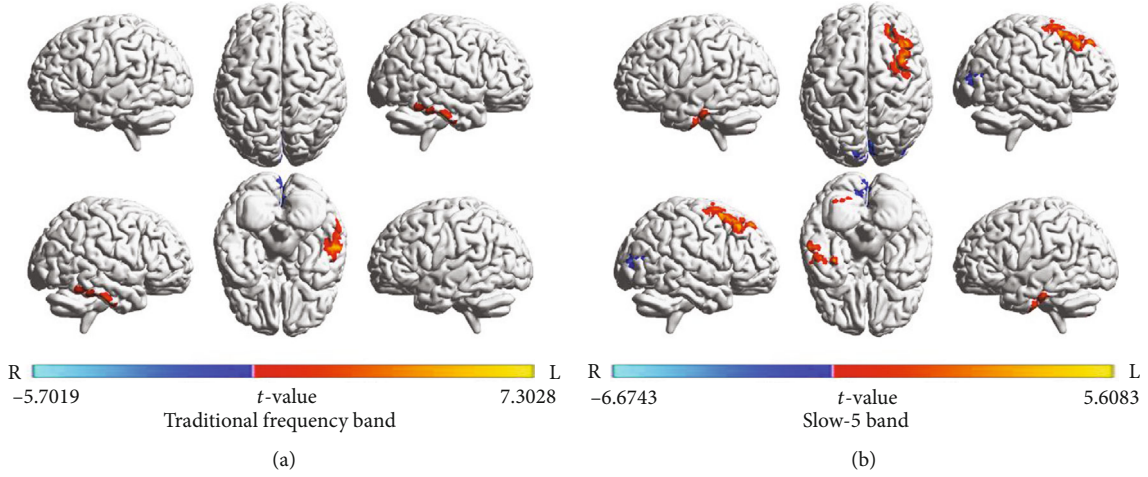 R L
−5.7019 t-value 7.3028
Traditional frequency band
(a)
R L
−6.6743 t-value 5.6083
Slow-5 band
(b)